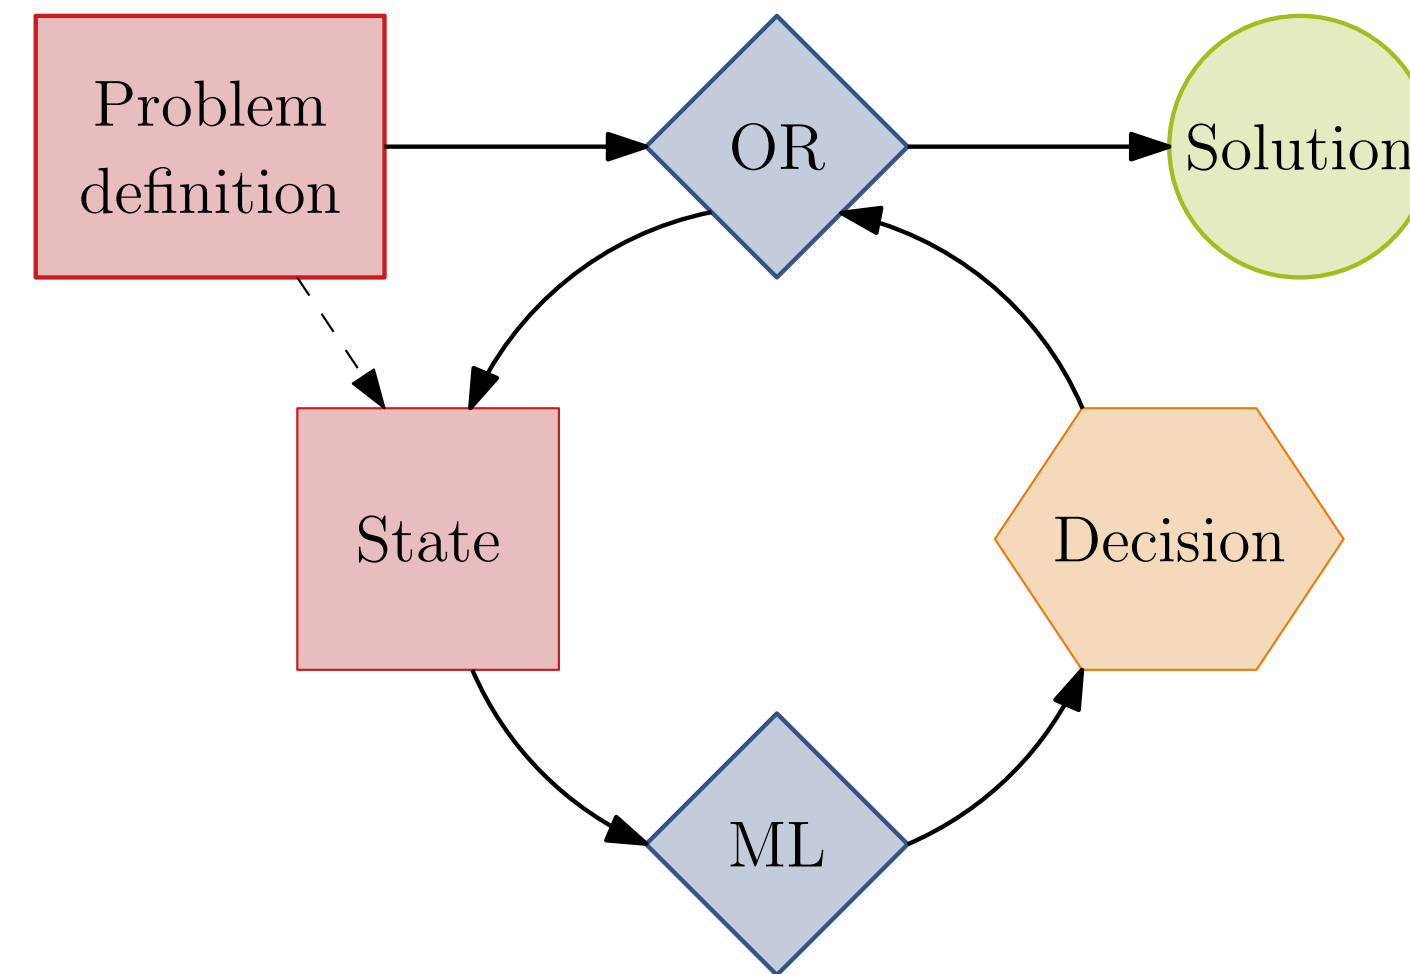 Problem
definition
OR
Solution
State
Decision
ML